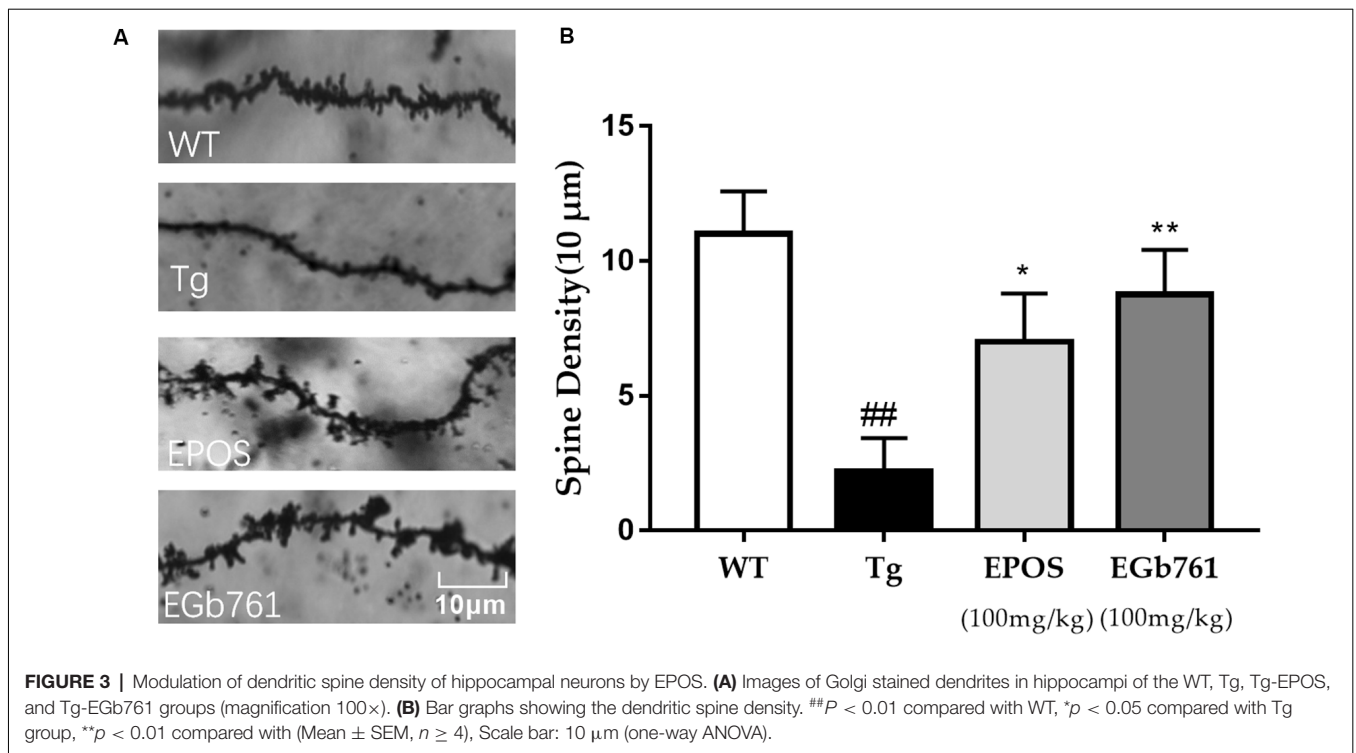 A
WT
Tg
EPOS
EGb761
10μm
B
Spine Density(10 μm)
15
10
5
0
##
*
**
WT Tg EPOS EGb761
(100mg/kg) (100mg/kg)
FIGURE 3 | Modulation of dendritic spine density of hippocampal neurons by EPOS. (A) Images of Golgi stained dendrites in hippocampi of the WT, Tg, Tg-EPOS,
and Tg-EGb761 groups (magnification 100×). (B) Bar graphs showing the dendritic spine density. ##P < 0.01 compared with WT, *p < 0.05 compared with Tg
group, **p < 0.01 compared with (Mean ± SEM, n ≥ 4), Scale bar: 10 μm (one-way ANOVA).